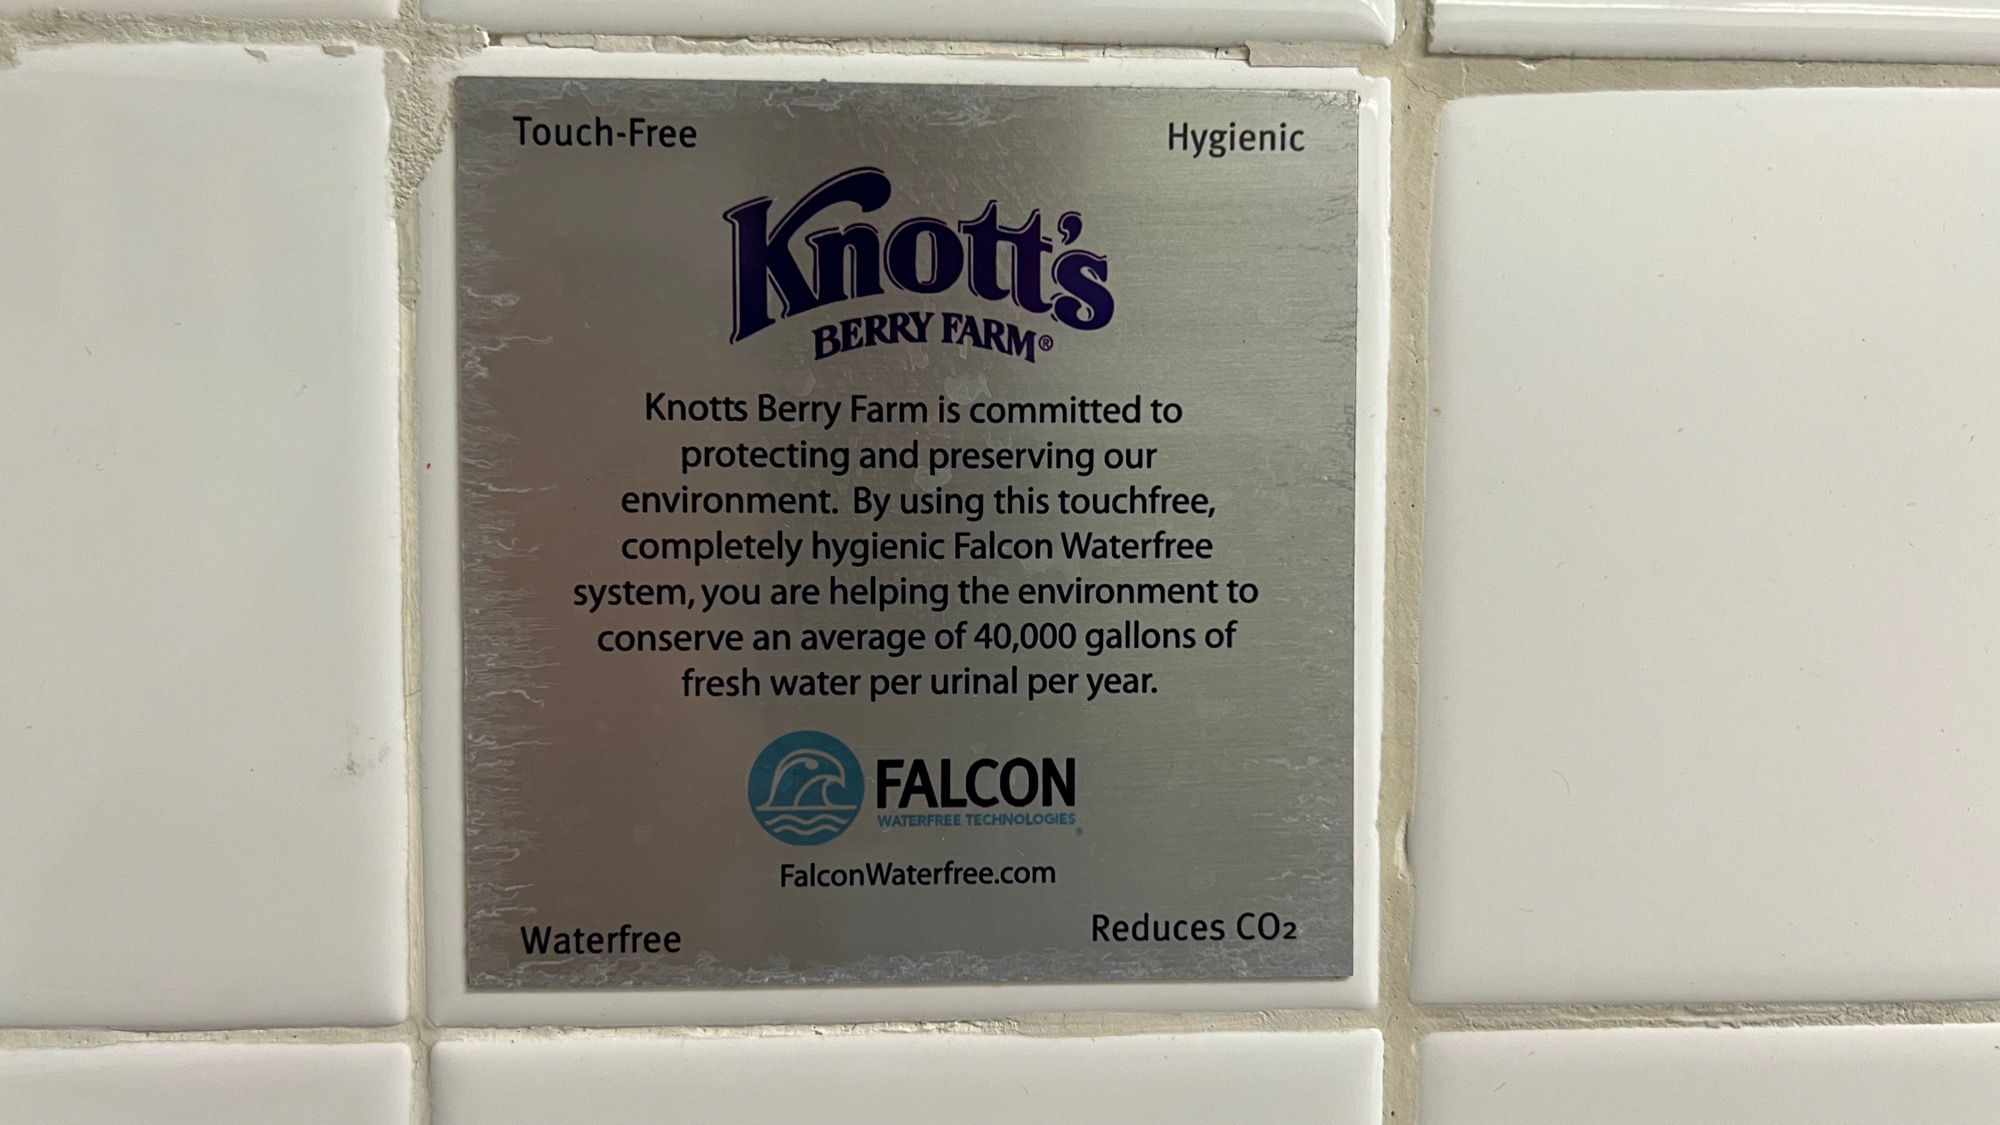 Touch-Free Hygienic
Knott's
BERRY FARM®
Knotts Berry Farm is committed to
protecting and preserving our
environment. By using this touchfree,
completely hygienic Falcon Waterfree
system, you are helping the environment to
conserve an average of 40,000 gallons of
fresh water per urinal per year.
FALCON
WATERFREE TECHNOLOGIES®
FalconWaterfree.com
Waterfree Reduces CO₂